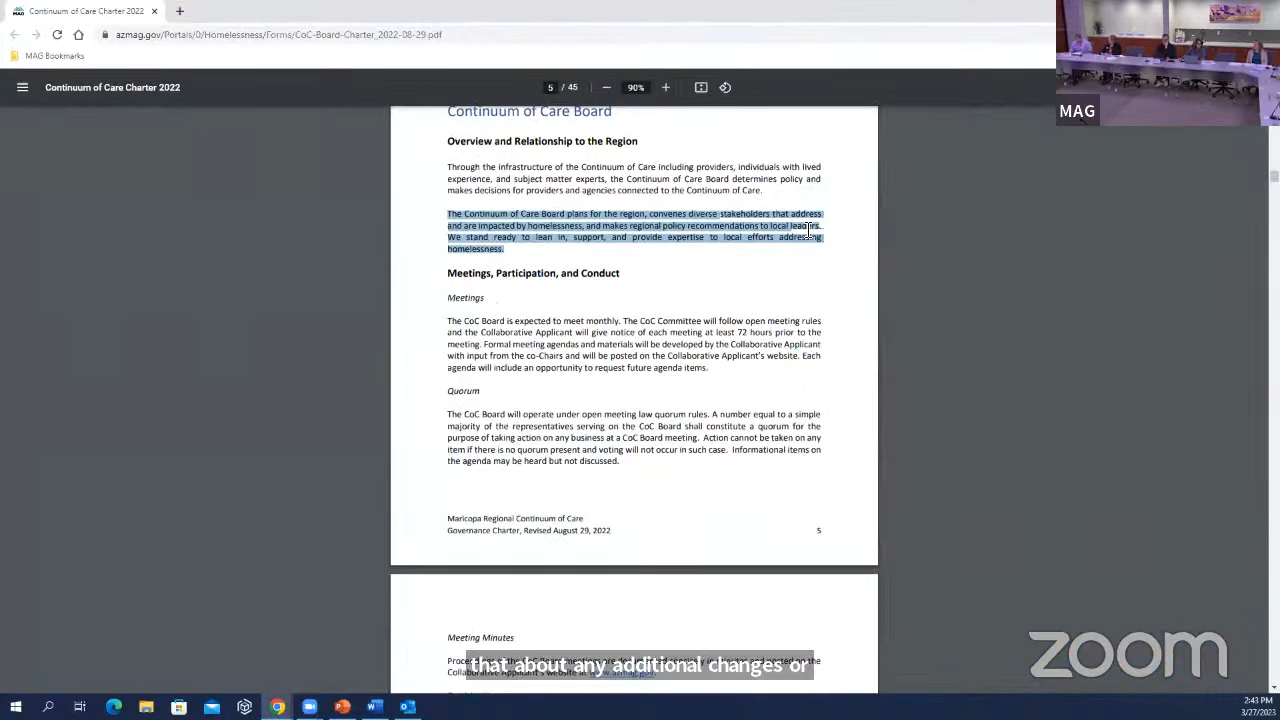 Continuum of Care Charter 2022
azmag.gov/Portals/0/Homelessness/Forms/CoC-Board-Charter_2022-08-29.pdf
MAG Bookmarks
Continuum of Care Charter 2022
5 / 45
90%
MAG
Continuum of Care Board
Overview and Relationship to the Region
Through the infrastructure of the Continuum of Care including providers, individuals with lived
experience, and subject matter experts, the Continuum of Care Board determines policy and
makes decisions for providers and agencies connected to the Continuum of Care.
The Continuum of Care Board plans for the region, convenes diverse stakeholders that address
and are impacted by homelessness, and makes regional policy recommendations to local leaders.
We stand ready to lean in, support, and provide expertise to local efforts addressing
homelessness.
Meetings, Participation, and Conduct
Meetings
The CoC Board is expected to meet monthly. The CoC Committee will follow open meeting rules
and the Collaborative Applicant will give notice of each meeting at least 72 hours prior to the
meeting. Formal meeting agendas and materials will be developed by the Collaborative Applicant
with input from the co-Chairs and will be posted on the Collaborative Applicant's website. Each
agenda will include an opportunity to request future agenda items.
Quorum
The CoC Board will operate under open meeting law quorum rules. A number equal to a simple
majority of the representatives serving on the CoC Board shall constitute a quorum for the
purpose of taking action on any business at a CoC Board meeting. Action cannot be taken on any
item if there is no quorum present and voting will not occur in such case. Informational items on
the agenda may be heard but not discussed.
Maricopa Regional Continuum of Care
Governance Charter, Revised August 29, 2022
5
Meeting Minutes
that about any additional changes or
Collaborative Applicant's website at www.azmag.gov.
zoom
2:43 PM
3/27/2023